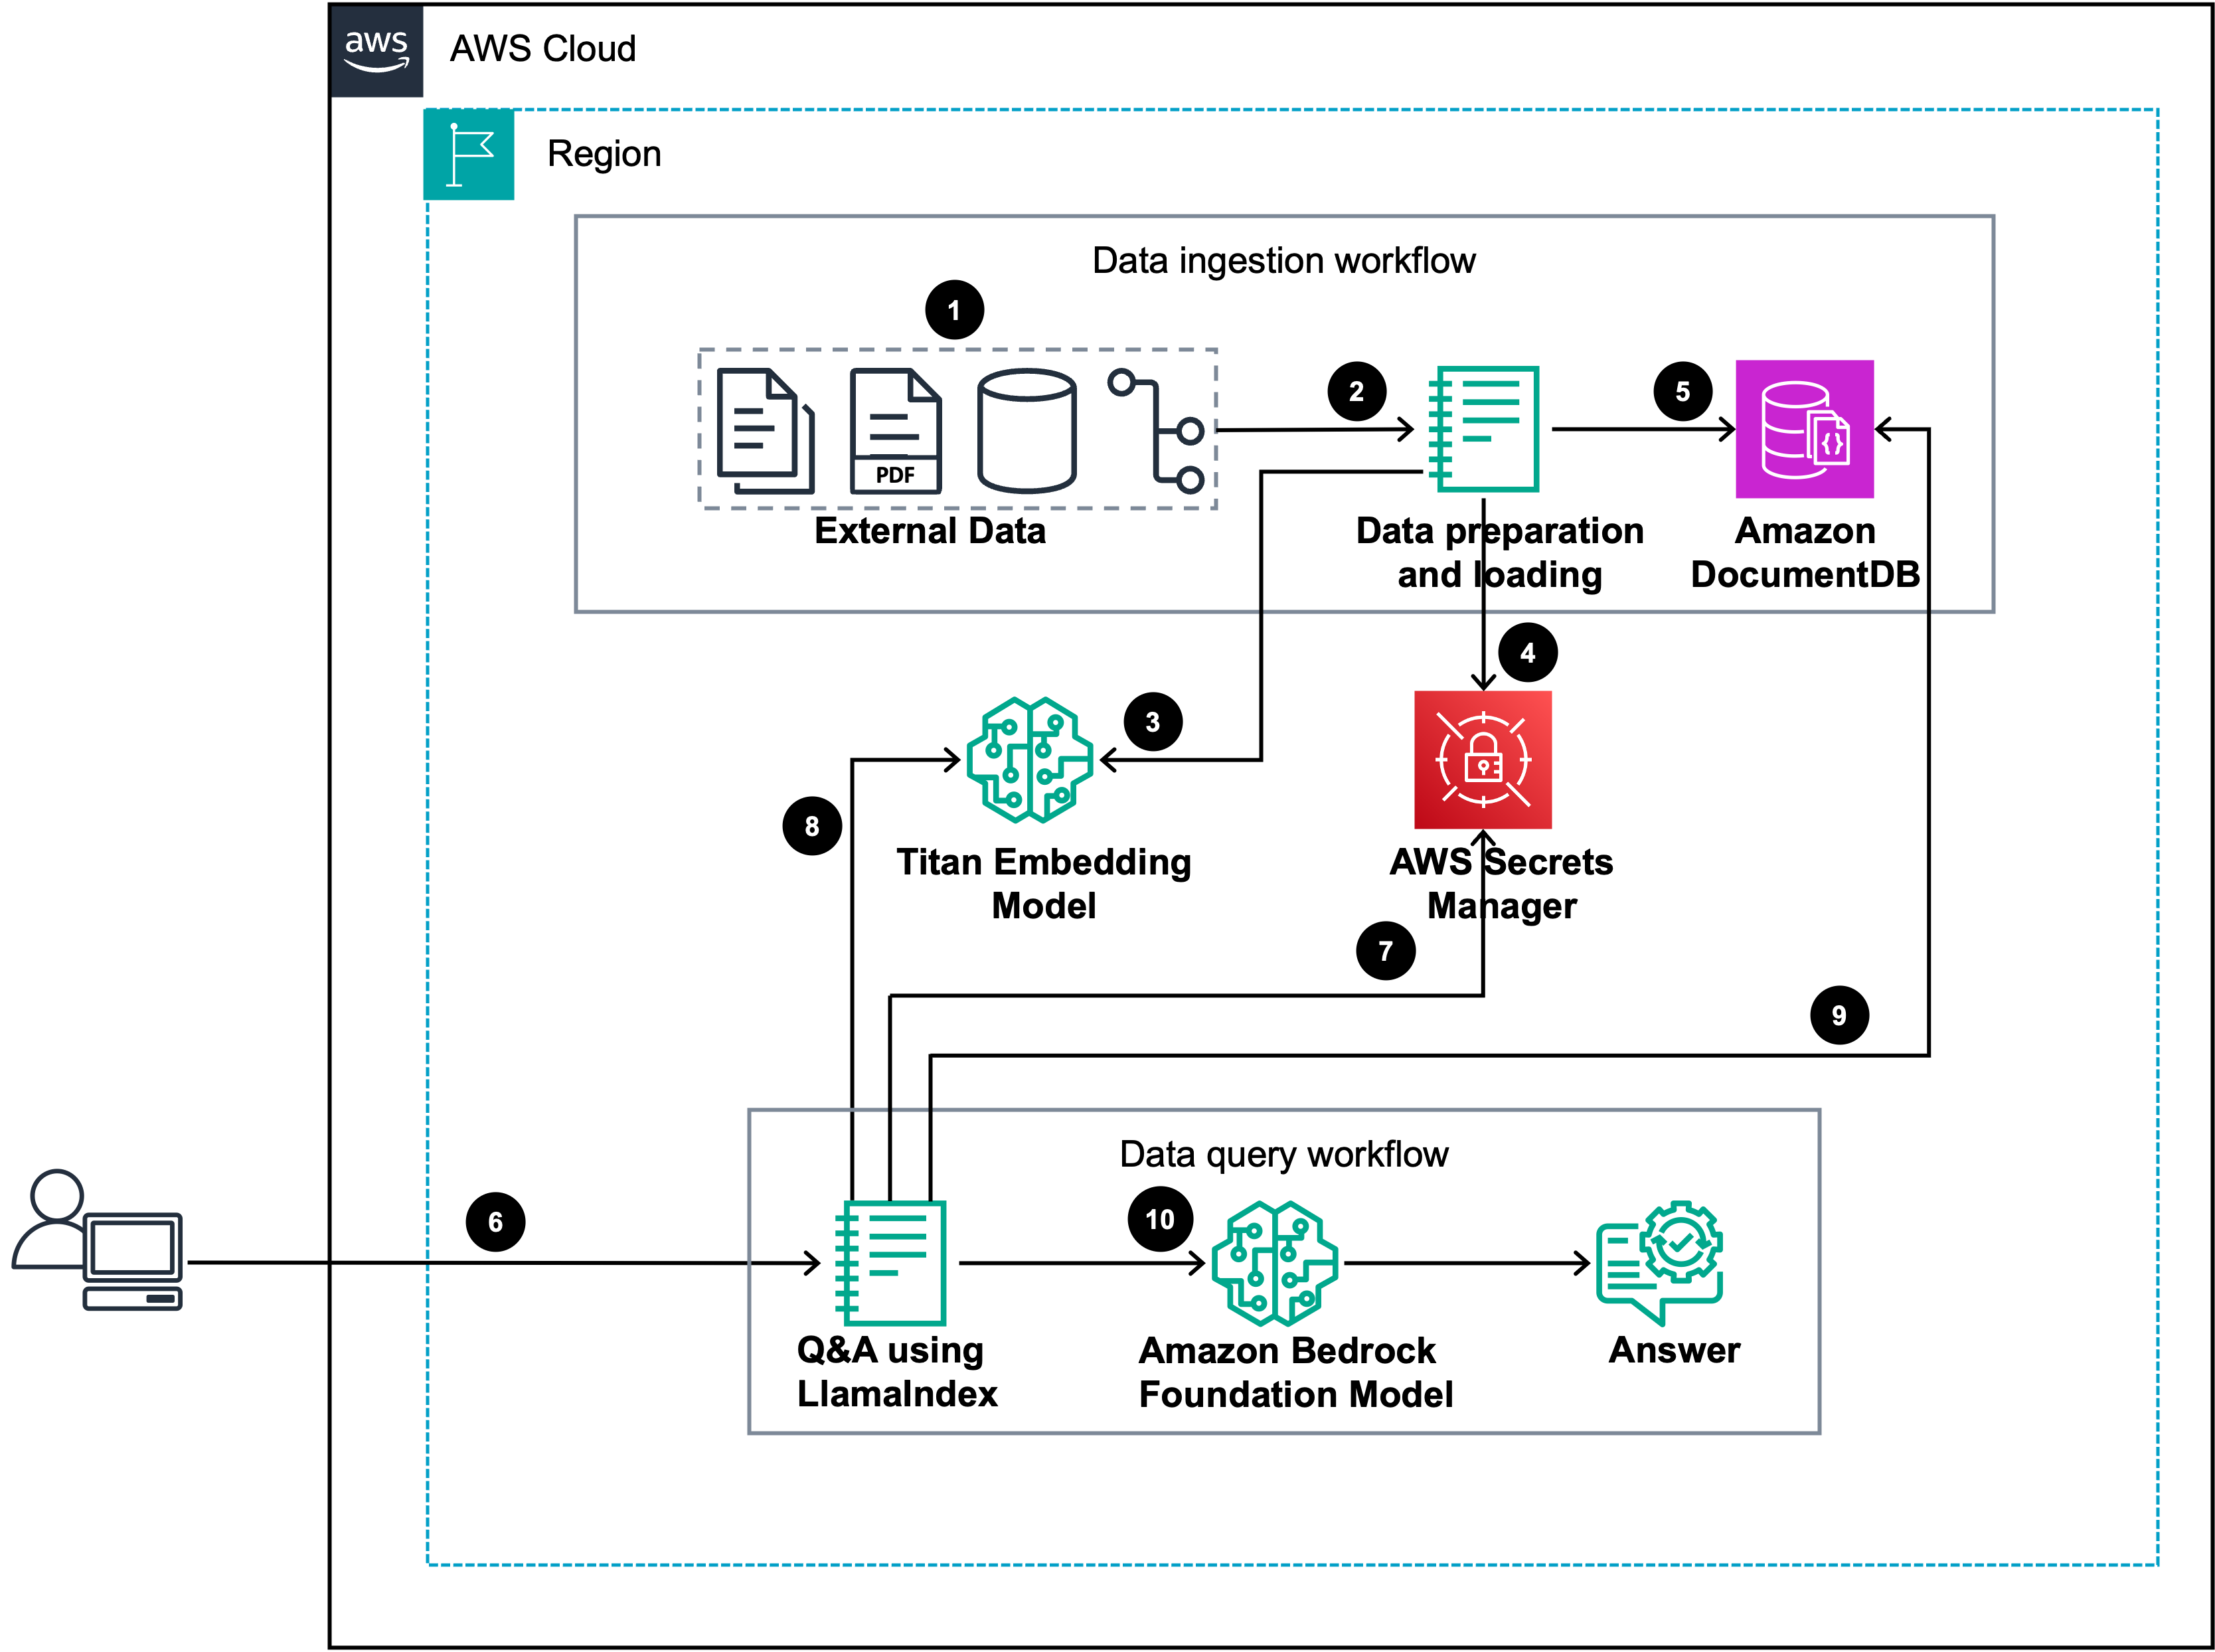 aws
AWS Cloud
Region
Data ingestion workflow
1
2
5
PDF
{}
External Data
Data preparation
and loading
Amazon
DocumentDB
4
3
8
Titan Embedding
Model
AWS Secrets
Manager
7
9
Data query workflow
6
10
Q&A using
LlamaIndex
Amazon Bedrock
Foundation Model
Answer